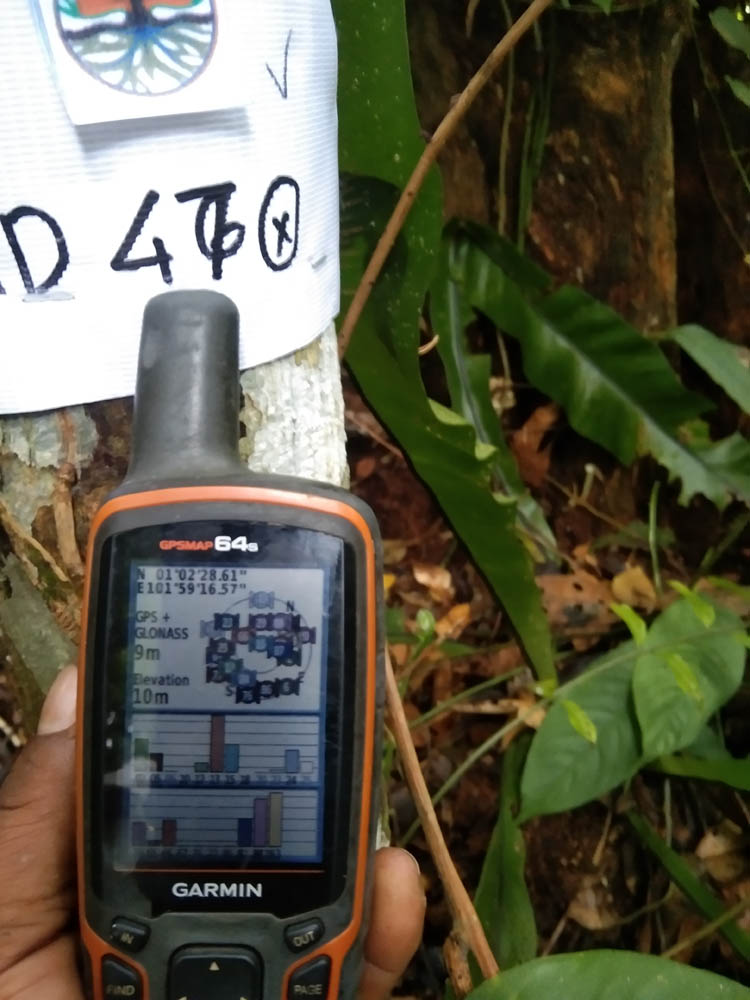 D 4
GPSMAP 64s
N 01°02'28.61"
E101°59'16.57"
GPS +
GLONASS
9m
Elevation
10m
N
E
S
GARMIN
IN
OUT
FIND
PAGE